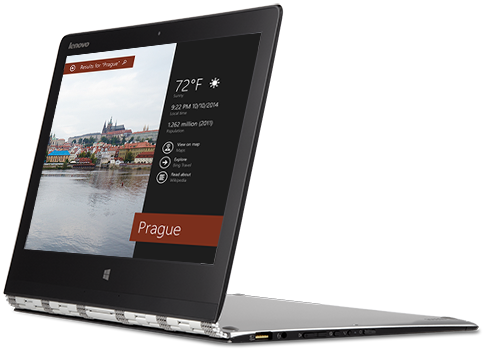 lenovo
Results for "Prague"
72°F
Sunny
9:22 PM 10/10/2014
Local time
1.262 million (2011)
Population
View on map
Maps
Explore
Bing Travel
Read about
Wikipedia
Prague